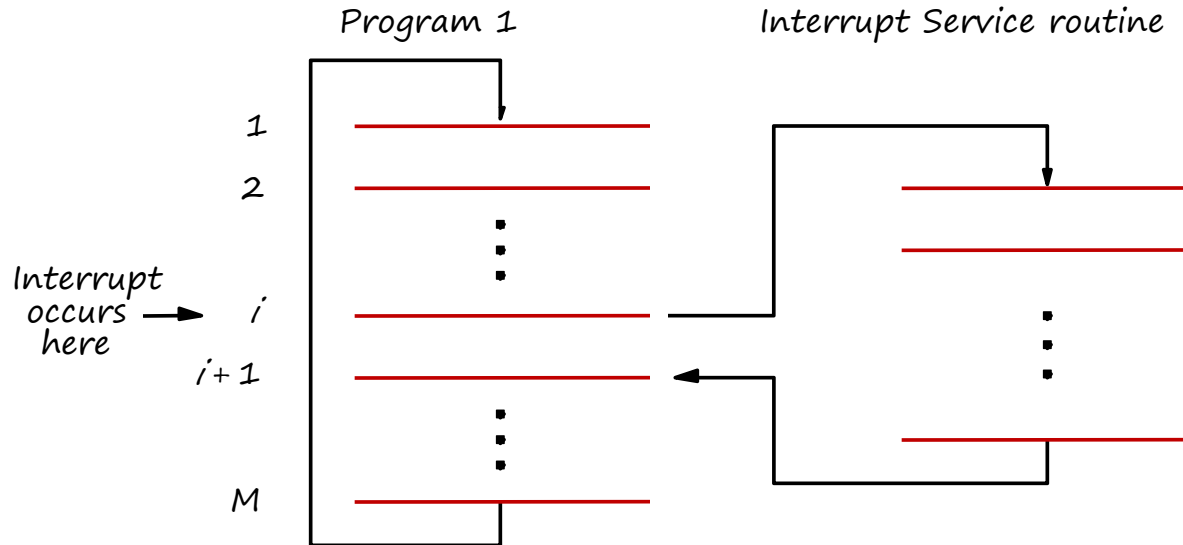 Program 1
Interrupt Service routine
1
2
Interrupt
occurs
here
i
i+1
M